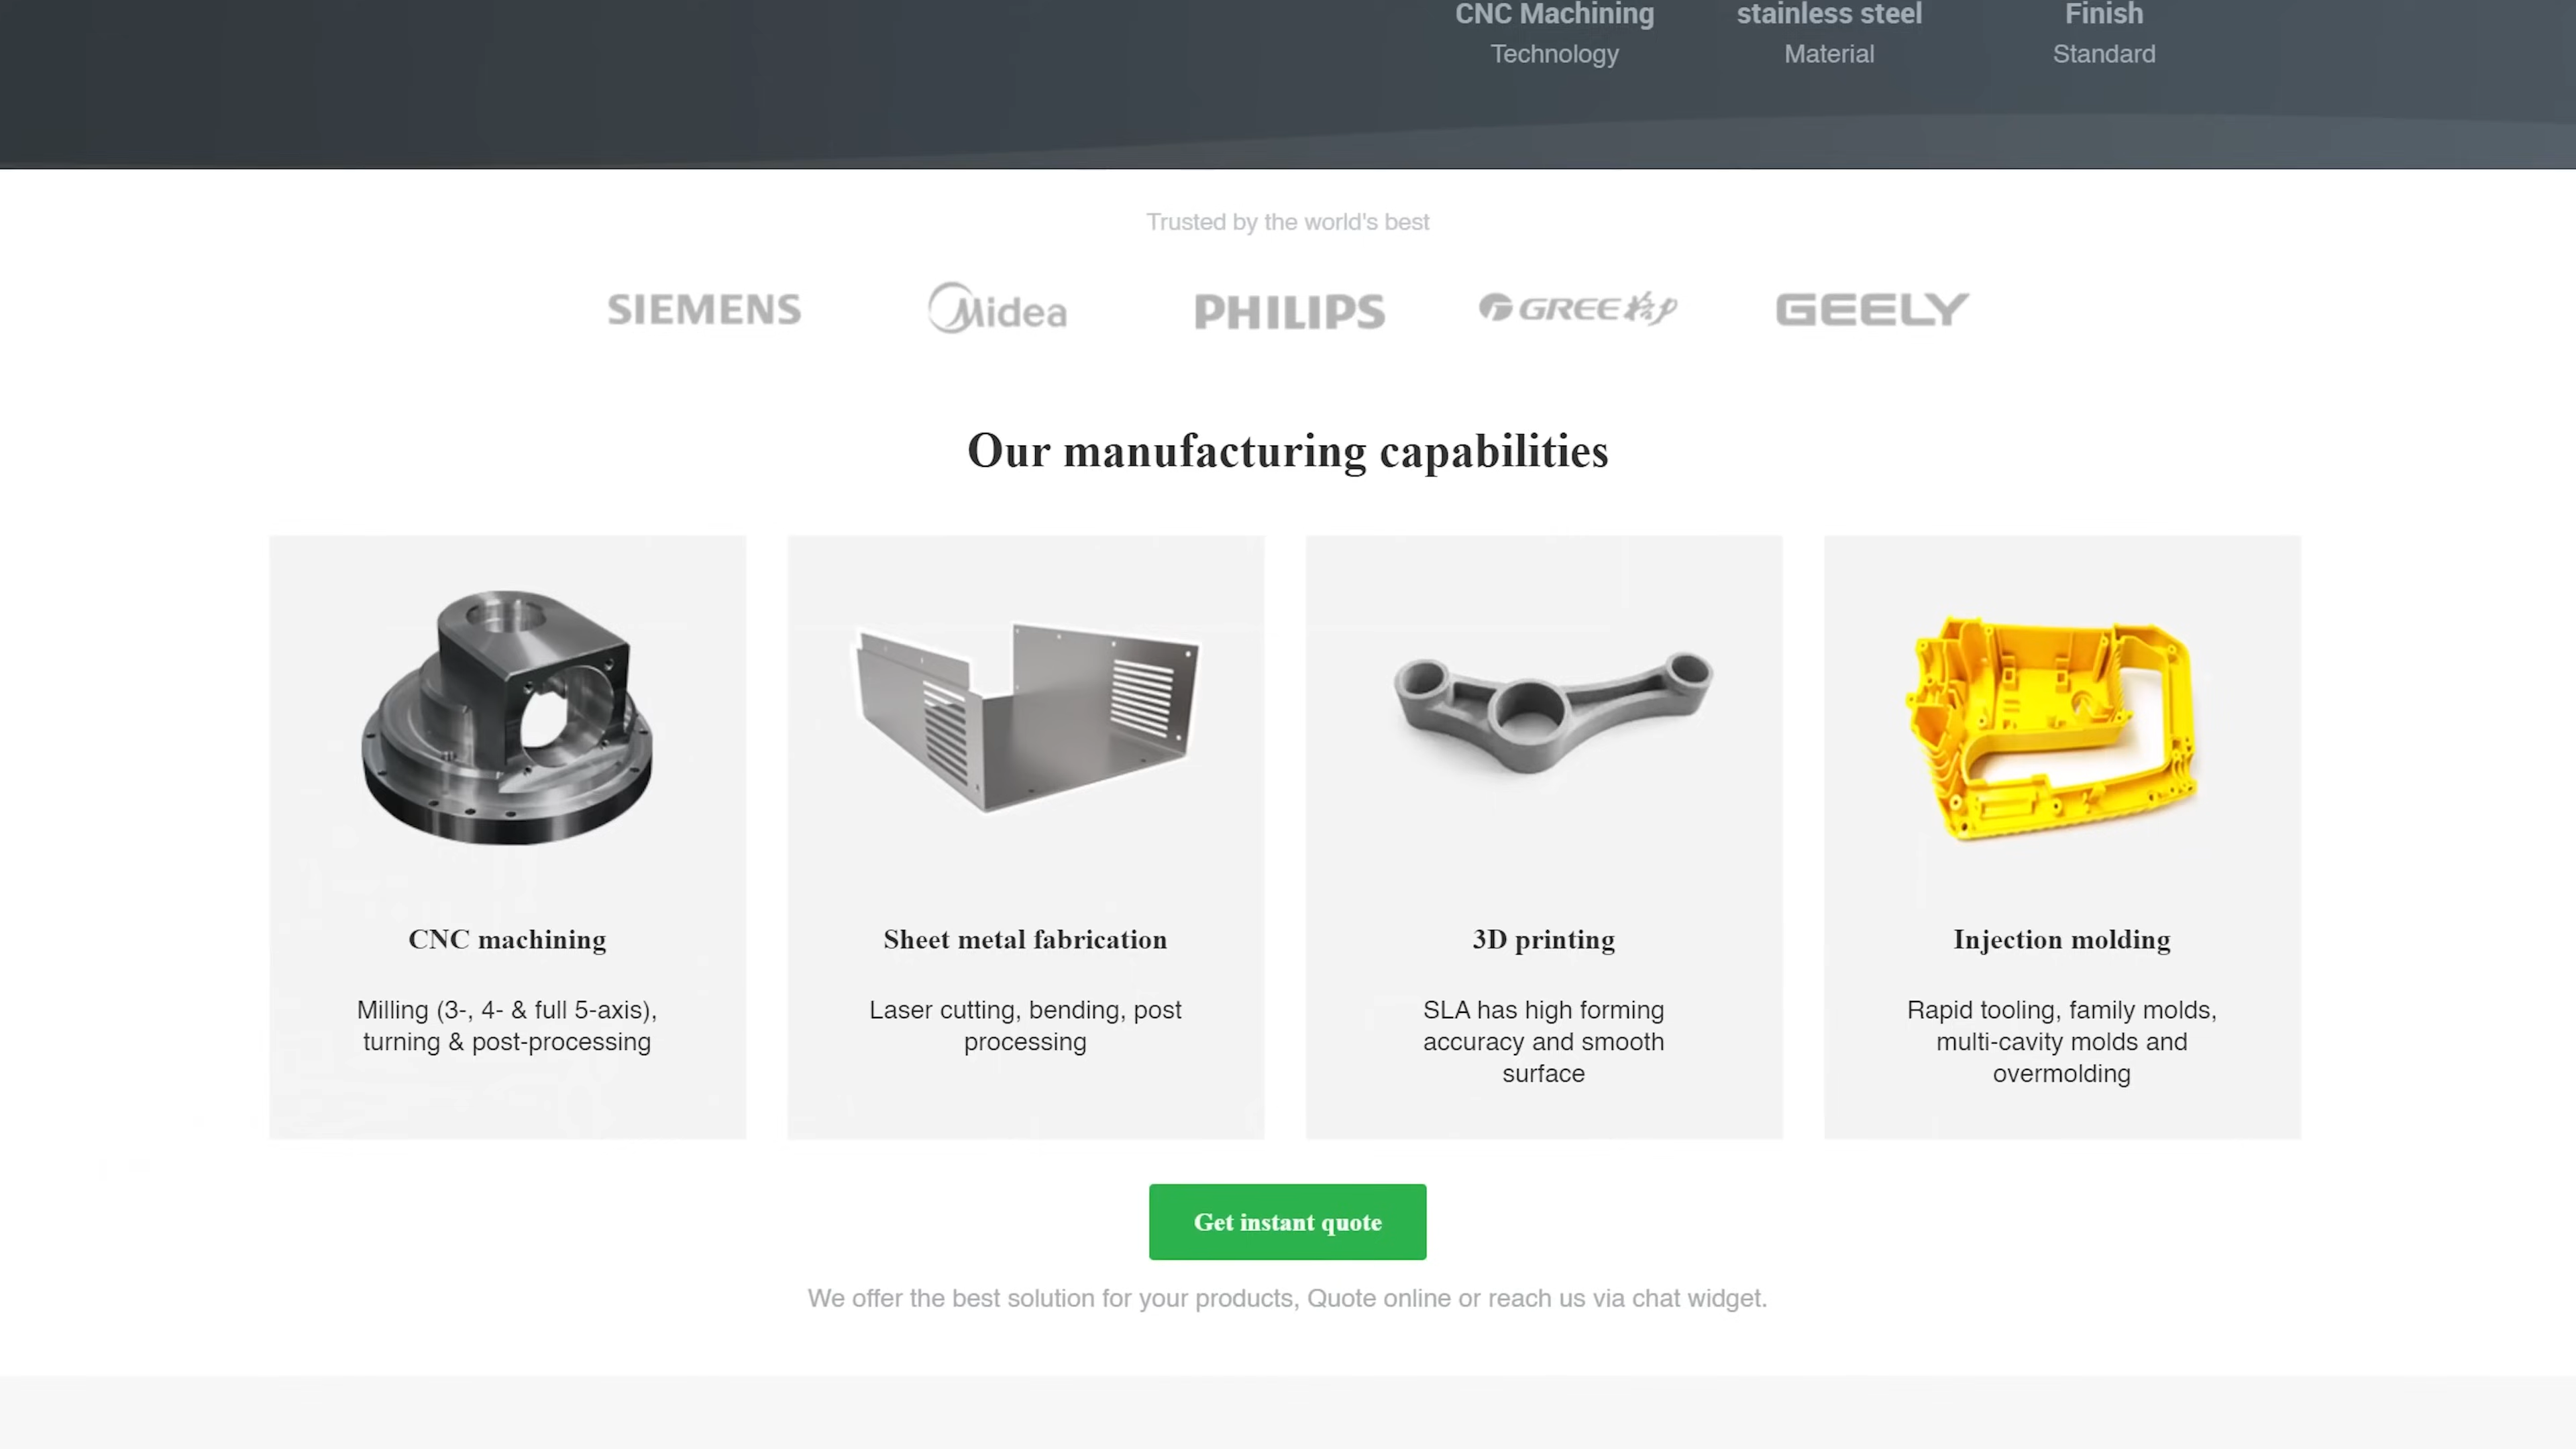 CNC Machining stainless steel Finish
Technology Material Standard
Trusted by the world's best
SIEMENS Midea PHILIPS GREE 格力 GEELY
Our manufacturing capabilities
CNC machining
Milling (3-, 4- & full 5-axis),
turning & post-processing
Sheet metal fabrication
Laser cutting, bending, post
processing
3D printing
SLA has high forming
accuracy and smooth
surface
Injection molding
Rapid tooling, family molds,
multi-cavity molds and
overmolding
Get instant quote
We offer the best solution for your products, Quote online or reach us via chat widget.